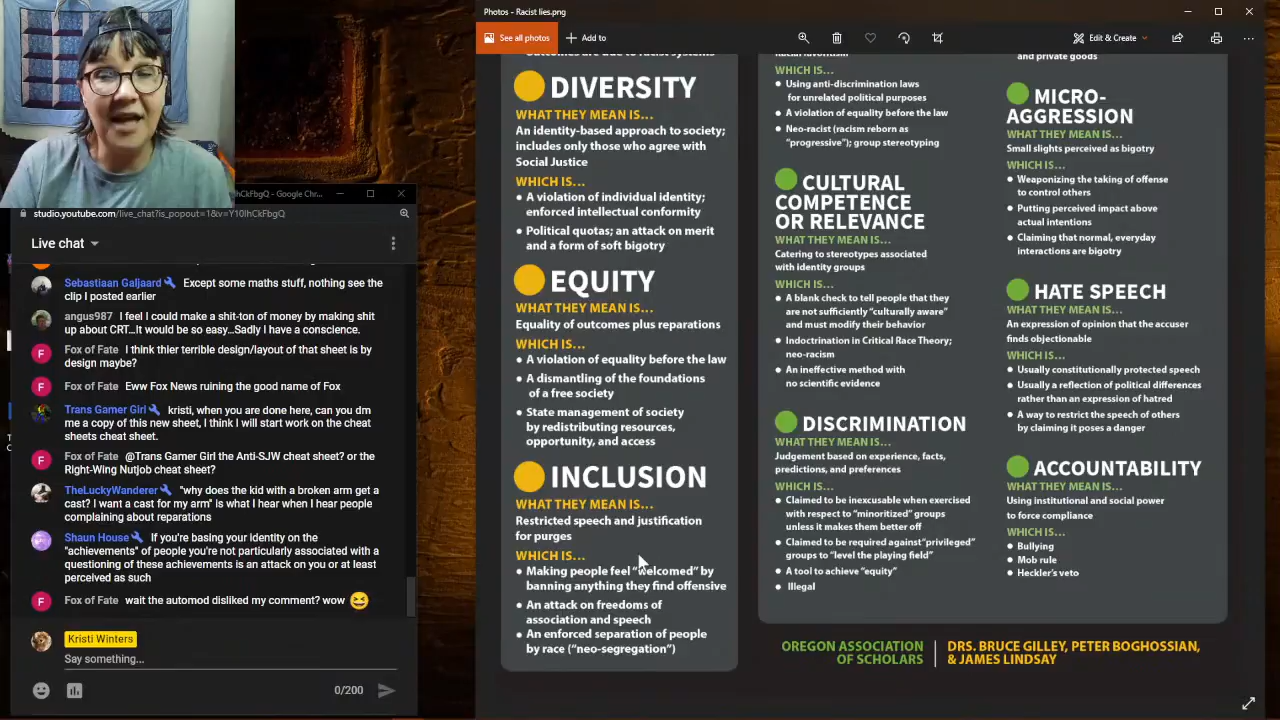 Photos - Racist lies.png
See all photos
Add to
Edit & Create
DIVERSITY
WHAT THEY MEAN IS...
An identity-based approach to society;
includes only those who agree with
Social Justice
WHICH IS...
• A violation of individual identity;
enforced intellectual conformity
• Political quotas; an attack on merit
and a form of soft bigotry
EQUITY
WHAT THEY MEAN IS...
Equality of outcomes plus reparations
WHICH IS...
• A violation of equality before the law
• A dismantling of the foundations
of a free society
• State management of society
by redistributing resources,
opportunity, and access
INCLUSION
WHAT THEY MEAN IS...
Restricted speech and justification
for purges
WHICH IS...
• Making people feel "welcomed" by
banning anything they find offensive
• An attack on freedoms of
association and speech
• An enforced separation of people
by race ("neo-segregation")
WHICH IS...
• Using anti-discrimination laws
for unrelated political purposes
• A violation of equality before the law
• Neo-racist (racism reborn as
"progressive"); group stereotyping
CULTURAL
COMPETENCE
OR RELEVANCE
WHAT THEY MEAN IS...
Catering to stereotypes associated
with identity groups
WHICH IS...
• A blank check to tell people that they
are not sufficiently "culturally aware"
and must modify their behavior
• Indoctrination in Critical Race Theory;
neo-racism
• An ineffective method with
no scientific evidence
DISCRIMINATION
WHAT THEY MEAN IS...
Judgement based on experience, facts,
predictions, and preferences
WHICH IS...
• Claimed to be inexcusable when exercised
with respect to "minoritized" groups
unless it makes them better off
• Claimed to be required against "privileged"
groups to "level the playing field"
• A tool to achieve "equity"
• Illegal
and private goods
MICRO-
AGGRESSION
WHAT THEY MEAN IS...
Small slights perceived as bigotry
WHICH IS...
• Weaponizing the taking of offense
to control others
• Putting perceived impact above
actual intentions
• Claiming that normal, everyday
interactions are bigotry
HATE SPEECH
WHAT THEY MEAN IS...
An expression of opinion that the accuser
finds objectionable
WHICH IS...
• Usually constitutionally protected speech
• Usually a reflection of political differences
rather than an expression of hatred
• A way to restrict the speech of others
by claiming it poses a danger
ACCOUNTABILITY
WHAT THEY MEAN IS...
Using institutional and social power
to force compliance
WHICH IS...
• Bullying
• Mob rule
• Heckler's veto
OREGON ASSOCIATION
OF SCHOLARS
DRS. BRUCE GILLEY, PETER BOGHOSSIAN,
& JAMES LINDSAY
IhCkFbgQ - Google Chr...
studio.youtube.com/live_chat?is_popout=1&v=Y10IhCkFbgQ
Live chat
Sebastiaan Galjaard Except some maths stuff, nothing see the
clip I posted earlier
angus987 I feel I could make a shit-ton of money by making shit
up about CRT...It would be so easy...Sadly I have a conscience.
F
Fox of Fate I think thier terrible design/layout of that sheet is by
design maybe?
F
Fox of Fate Eww Fox News ruining the good name of Fox
Trans Gamer Girl kristi, when you are done here, can you dm
me a copy of this new sheet, I think I will start work on the cheat
sheets cheat sheet.
F
Fox of Fate @Trans Gamer Girl the Anti-SJW cheat sheet? or the
Right-Wing Nutjob cheat sheet?
TheLuckyWanderer "why does the kid with a broken arm get a
cast? I want a cast for my arm" is what I hear when I hear people
complaining about reparations
Shaun House If you're basing your identity on the
"achievements" of people you're not particularly associated with a
questioning of these achievements is an attack on you or at least
perceived as such
F
Fox of Fate wait the automod disliked my comment? wow
Kristi Winters
Say something...
0/200